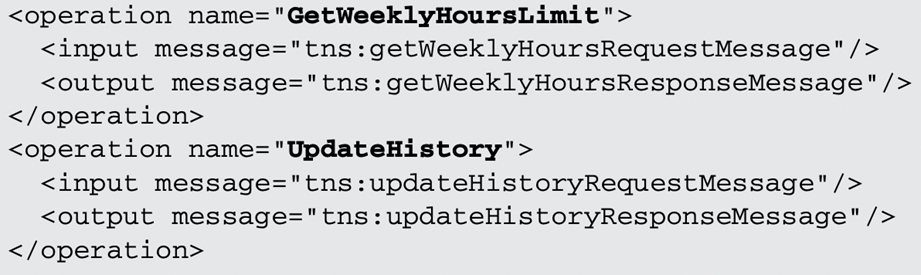 <operation name="GetWeeklyHoursLimit">
<input message="tns:getWeeklyHoursRequestMessage"/>
<output message="tns:getWeeklyHoursResponseMessage"/>
</operation>
<operation name="UpdateHistory">
<input message="tns:updateHistoryRequestMessage"/>
<output message="tns:updateHistoryResponseMessage"/>
</operation>